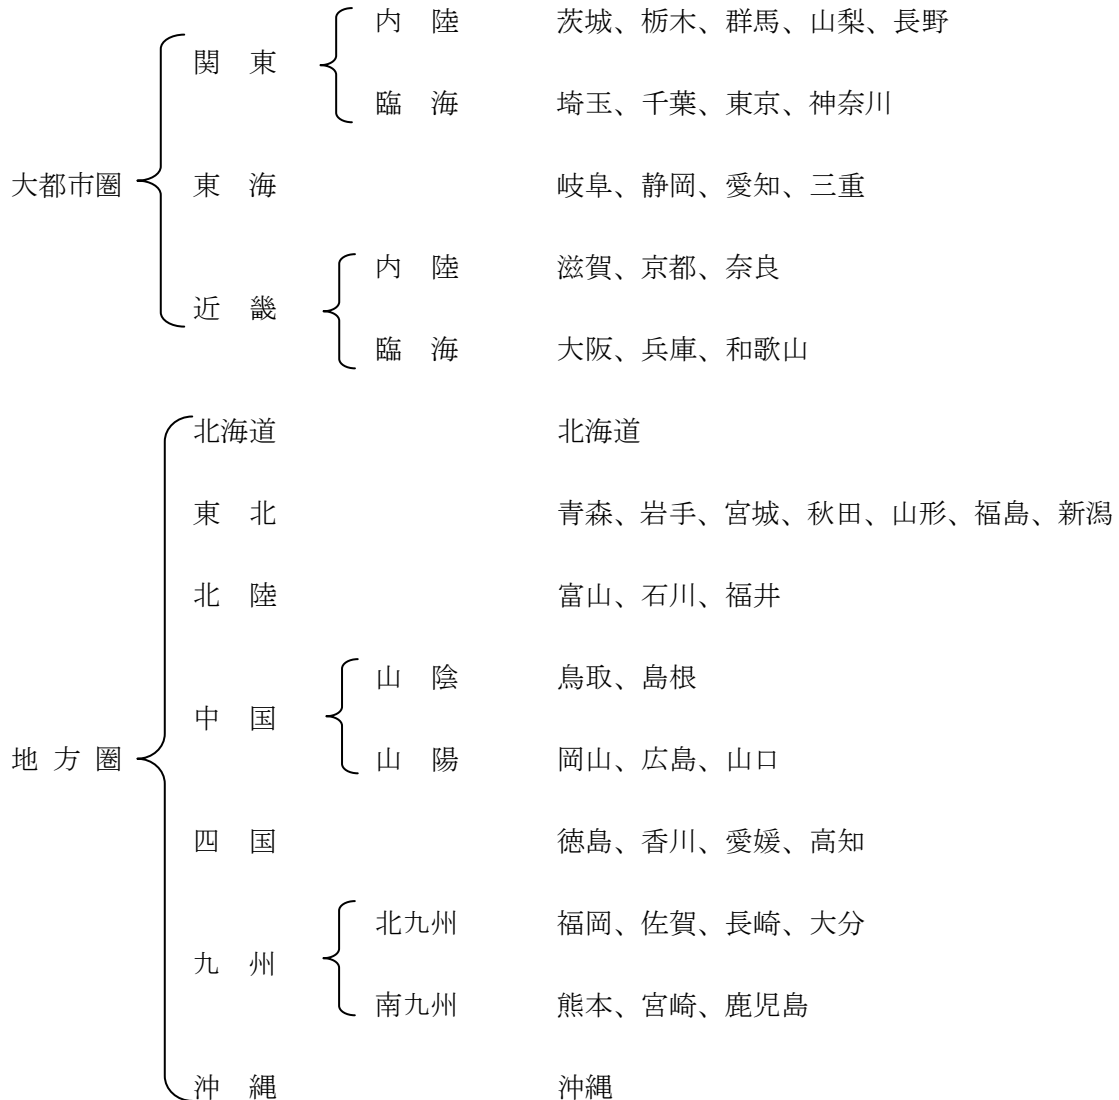 内 陸 茨城、栃木、群馬、山梨、長野
関 東
臨 海 埼玉、千葉、東京、神奈川
大都市圏 東 海 岐阜、静岡、愛知、三重
内 陸 滋賀、京都、奈良
近 畿
臨 海 大阪、兵庫、和歌山
北海道 北海道
東 北 青森、岩手、宮城、秋田、山形、福島、新潟
北 陸 富山、石川、福井
山 陰 鳥取、島根
中 国
地 方 圏 山 陽 岡山、広島、山口
四 国 徳島、香川、愛媛、高知
北九州 福岡、佐賀、長崎、大分
九 州
南九州 熊本、宮崎、鹿児島
沖 縄 沖縄